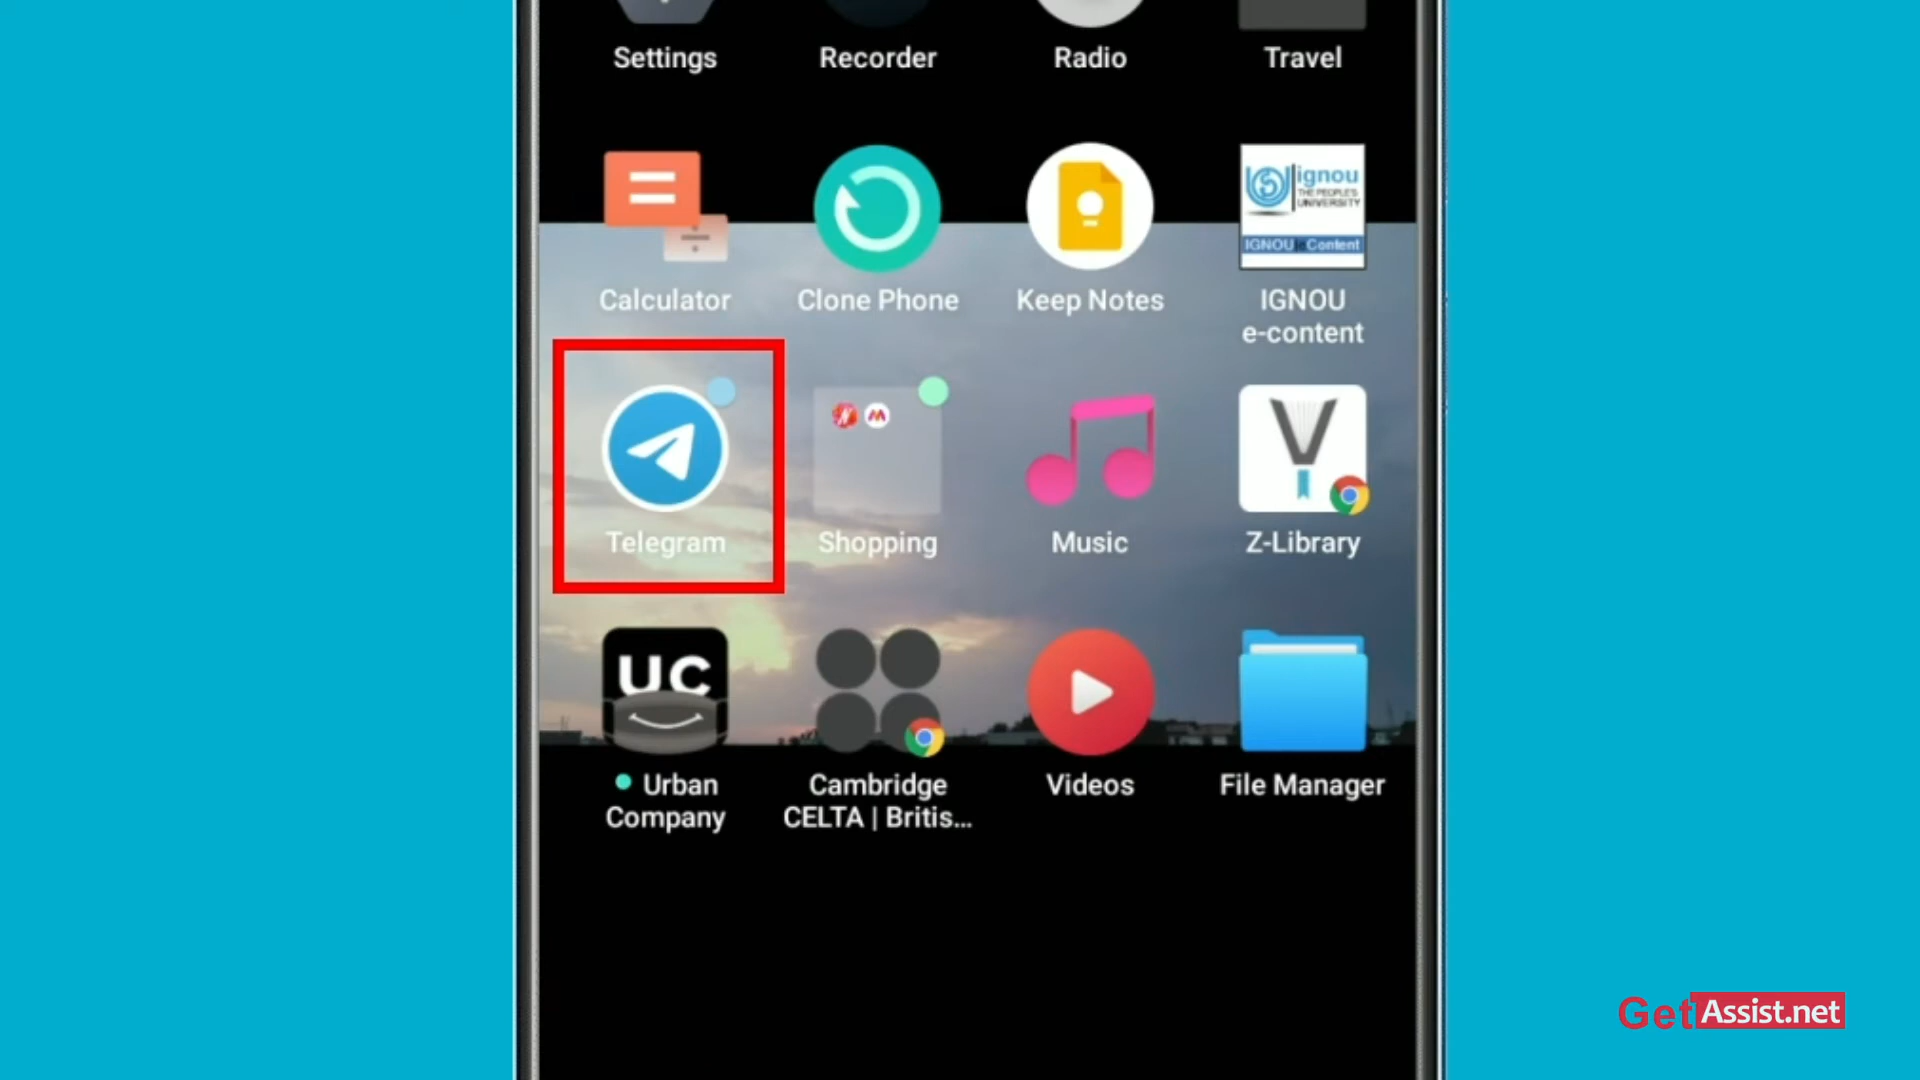 Settings Recorder Radio Travel
ignou
THE PEOPLE'S
UNIVERSITY
IGNOU e-Content
Calculator Clone Phone Keep Notes IGNOU
e-content
Telegram Shopping Music Z-Library
UC
Urban Cambridge Videos File Manager
Company CELTA | Britis...
GetAssist.net